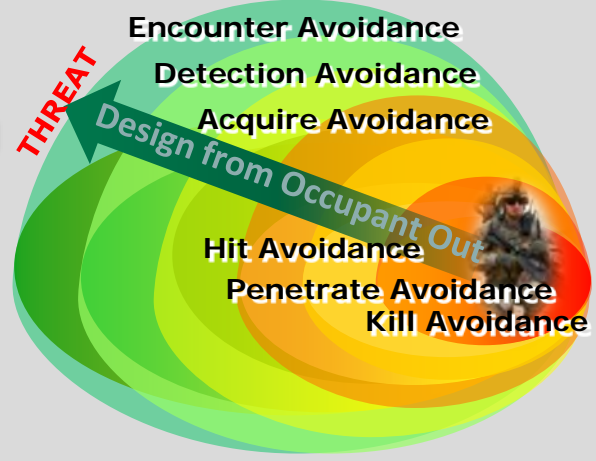 Encounter Avoidance
Detection Avoidance
THREAT
Acquire Avoidance
Design from Occupant Out
Hit Avoidance
Penetrate Avoidance
Kill Avoidance